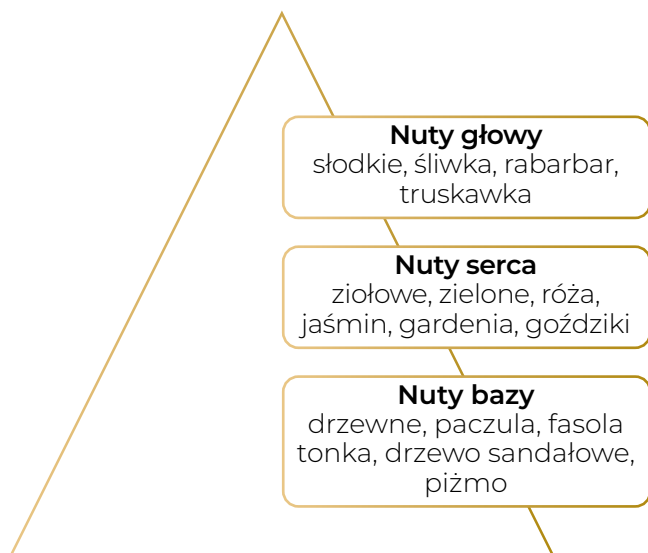 Nuty głowy
słodkie, śliwka, rabarbar,
truskawka
Nuty serca
ziołowe, zielone, róża,
jaśmin, gardenia, goździki
Nuty bazy
drzewne, paczula, fasola
tonka, drzewo sandałowe,
piżmo